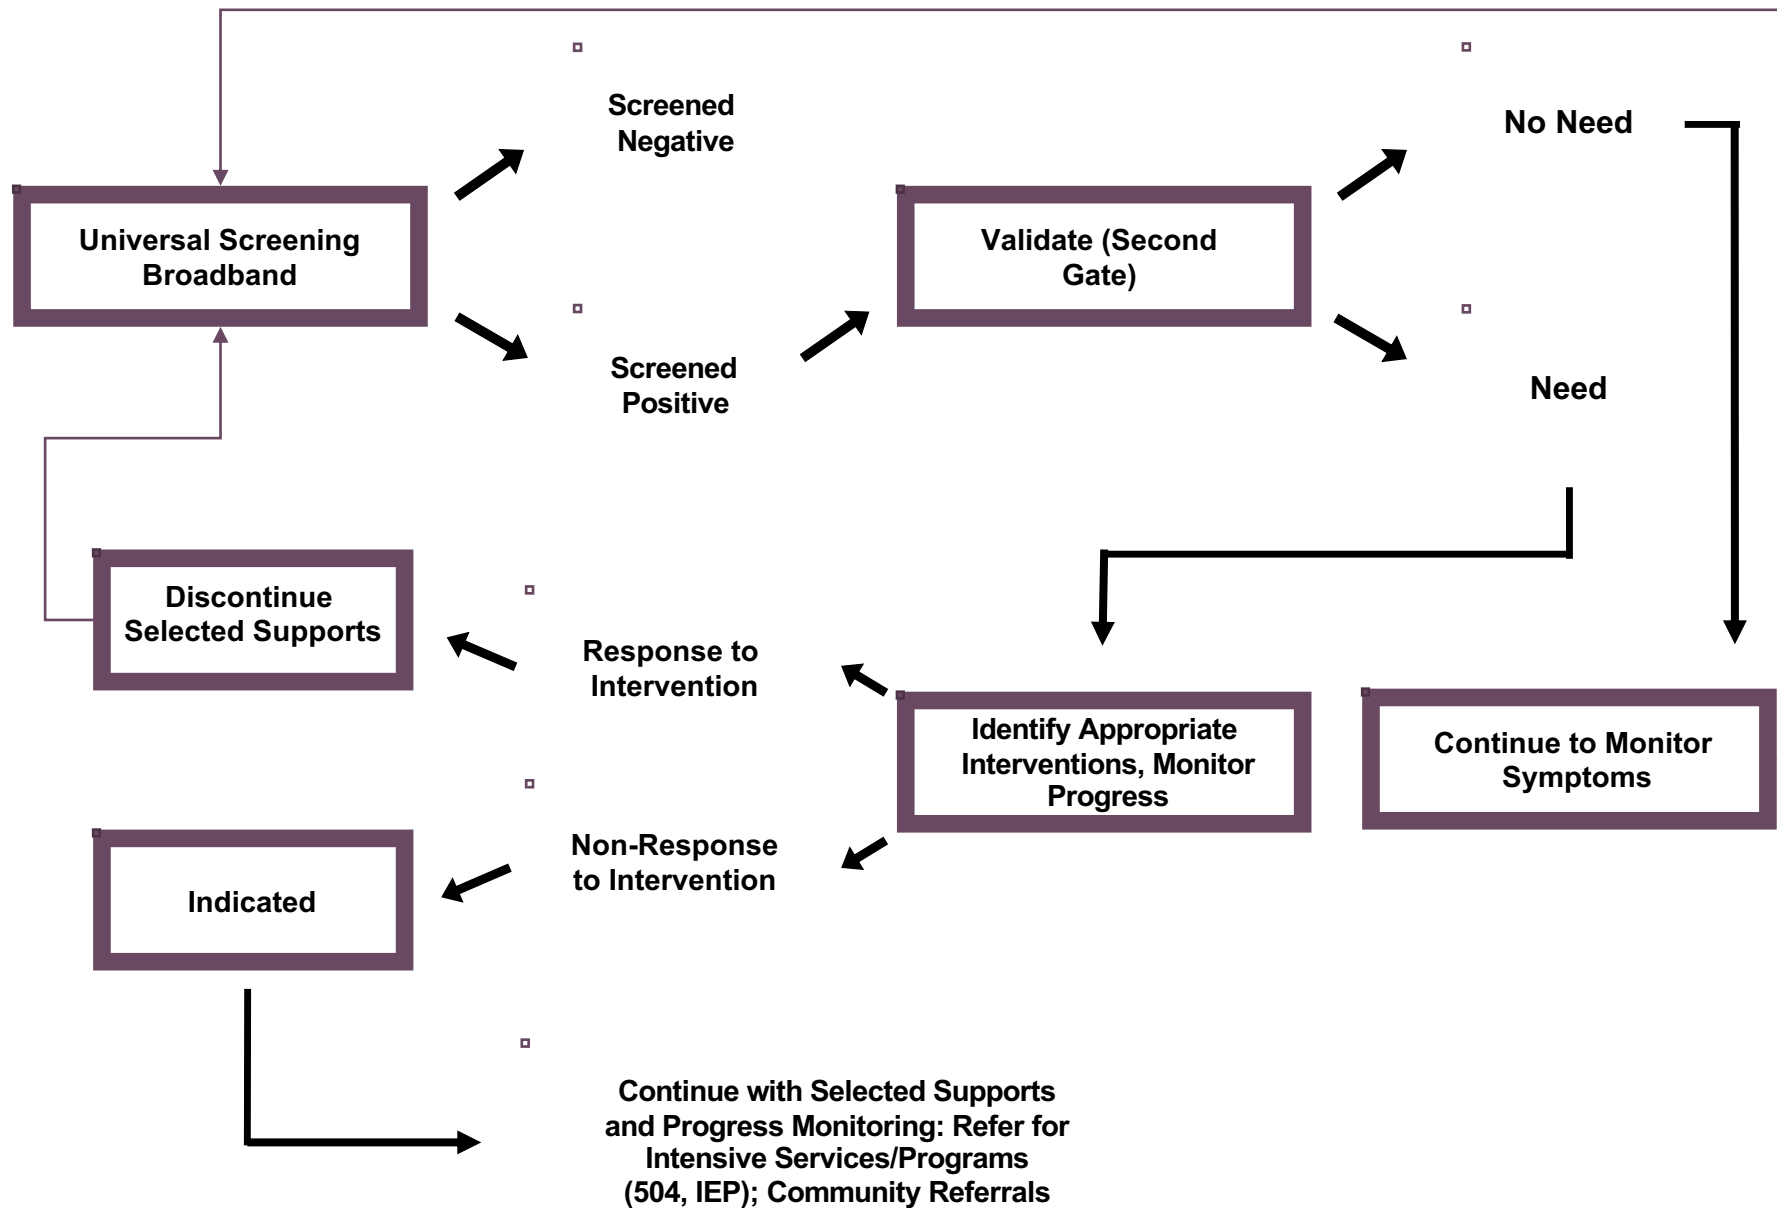 Screened
Negative
No Need
Universal Screening
Broadband
Validate (Second
Gate)
Screened
Positive
Need
Discontinue
Selected Supports
Response to
Intervention
Identify Appropriate
Interventions, Monitor
Progress
Continue to Monitor
Symptoms
Non-Response
to Intervention
Indicated
Continue with Selected Supports
and Progress Monitoring: Refer for
Intensive Services/Programs
(504, IEP); Community Referrals